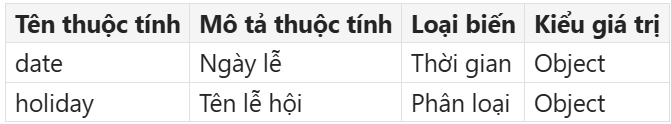 Tên thuộc tính Mô tả thuộc tính Loại biến Kiểu giá trị
date Ngày lễ Thời gian Object
holiday Tên lễ hội Phân loại Object